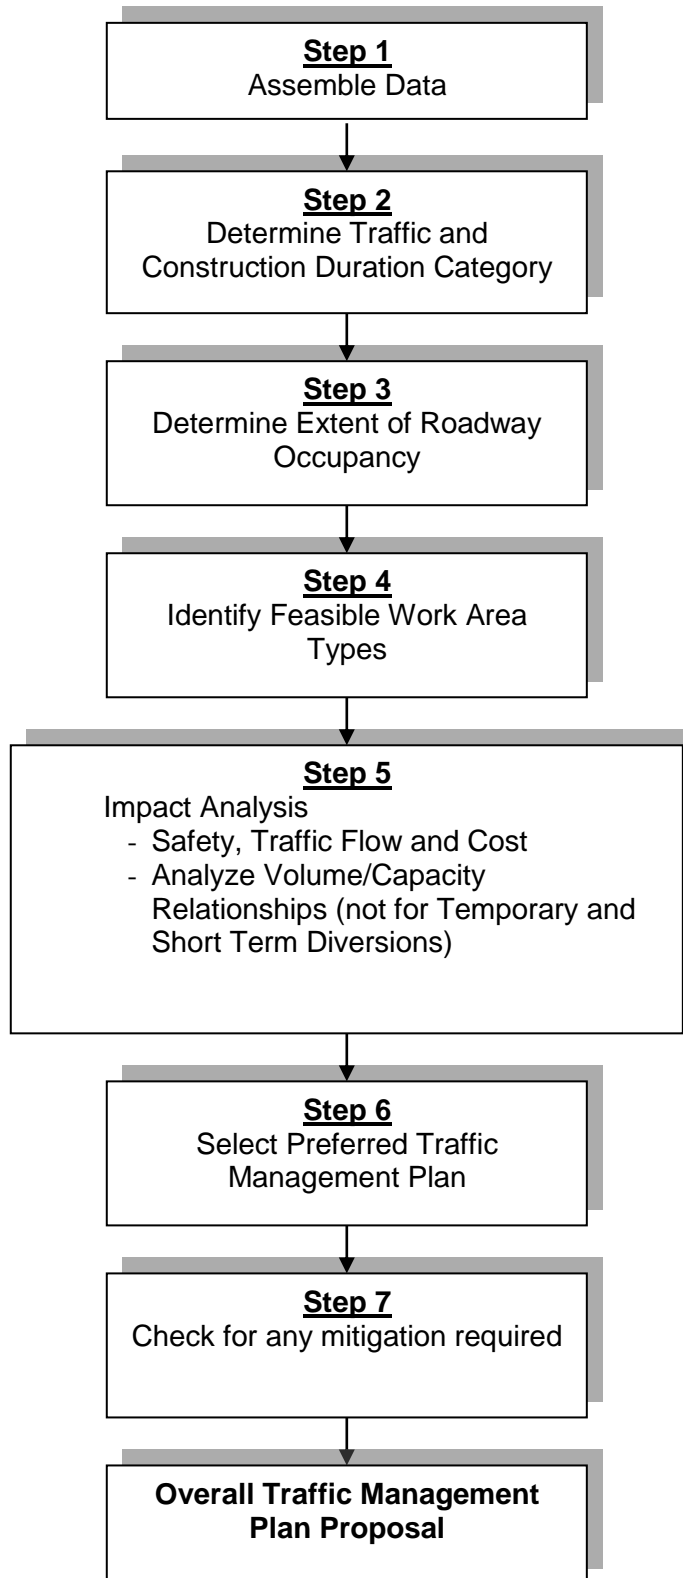 Step 1
Assemble Data
Step 2
Determine Traffic and
Construction Duration Category
Step 3
Determine Extent of Roadway
Occupancy
Step 4
Identify Feasible Work Area
Types
Step 5
Impact Analysis
- Safety, Traffic Flow and Cost
- Analyze Volume/Capacity
Relationships (not for Temporary and
Short Term Diversions)
Step 6
Select Preferred Traffic
Management Plan
Step 7
Check for any mitigation required
Overall Traffic Management
Plan Proposal